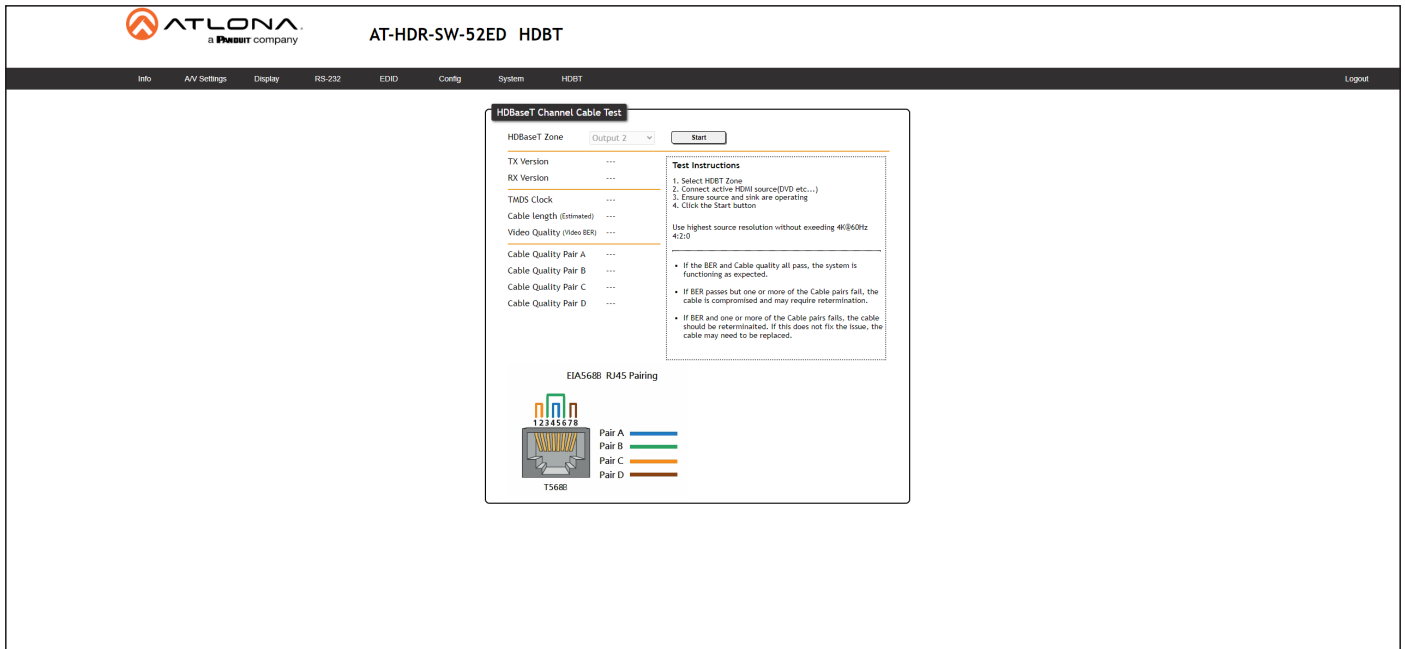 ATLONA.
a PANDUIT company
AT-HDR-SW-52ED HDBT
Info A/V Settings Display RS-232 EDID Config System HDBT Logout
HDBaseT Channel Cable Test
HDBaseT Zone Output 2 Start
TX Version ---
RX Version ---
TMDS Clock ---
Cable length (Estimated) ---
Video Quality (Video BER) ---
Cable Quality Pair A ---
Cable Quality Pair B ---
Cable Quality Pair C ---
Cable Quality Pair D ---
Test Instructions
1. Select HDBT Zone
2. Connect active HDMI source(DVD etc...)
3. Ensure source and sink are operating
4. Click the Start button
Use highest source resolution without exeeding 4K@60Hz
4:2:0
• If the BER and Cable quality all pass, the system is
functioning as expected.
• If BER passes but one or more of the Cable pairs fail, the
cable is compromised and may require retermination.
• If BER and one or more of the Cable pairs fails, the cable
should be reterminaited. If this does not fix the issue, the
cable may need to be replaced.
EIA568B RJ45 Pairing
12345678
Pair A
Pair B
Pair C
Pair D
T568B